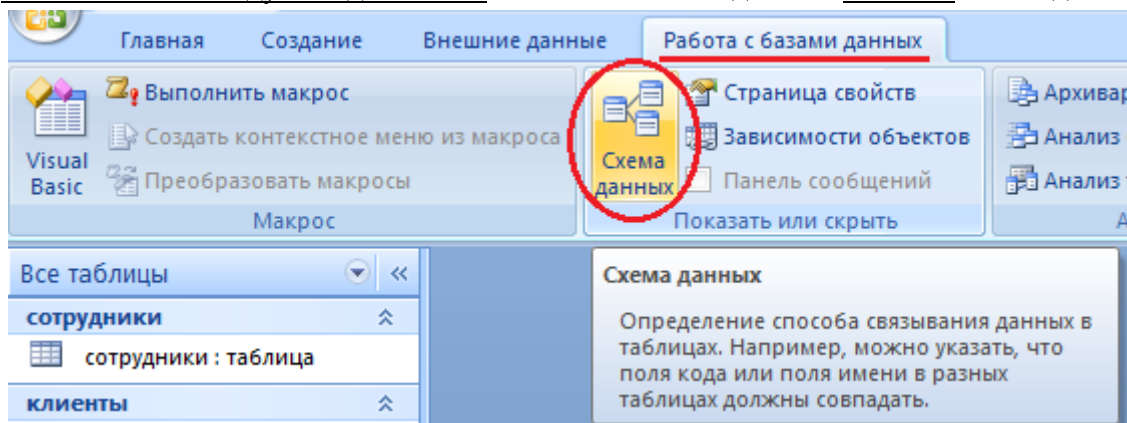 Главная Создание Внешние данные Работа с базами данных
Выполнить макрос Страница свойств
Создать контекстное меню из макроса Зависимости объектов Анализ
Преобразовать макросы Панель сообщений Анализ
Visual Basic
Схема данных
Макрос Показать или скрыть
Все таблицы
сотрудники
сотрудники : таблица
клиенты
Схема данных
Определение способа связывания данных в
таблицах. Например, можно указать, что
поля кода или поля имени в разных
таблицах должны совпадать.